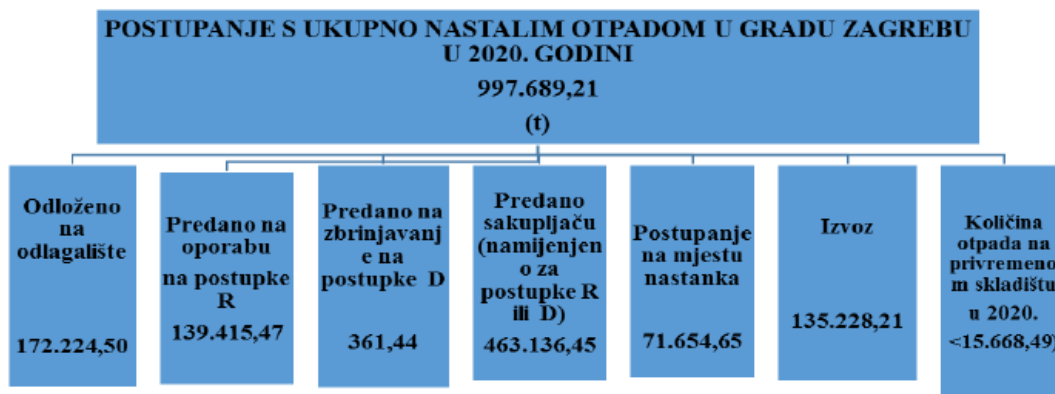 POSTUPANJE S UKUPNO NASTALIM OTPADOM U GRADU ZAGREBU
U 2020. GODINI
997.689,21
(t)
Odloženo
na
odlagalište
172.224,50
Predano na
oporabu
na postupke
R
139.415,47
Predano na
zbrinjavanj
e na
postupke D
361,44
Predano
sakupljaču
(namijenjen
o za
postupke R
ili D)
463.136,45
Postupanje
na mjestu
nastanka
71.654,65
Izvoz
135.228,21
Količina
otpada na
privremeno
m skladištu
u 2020.
<15.668,49)